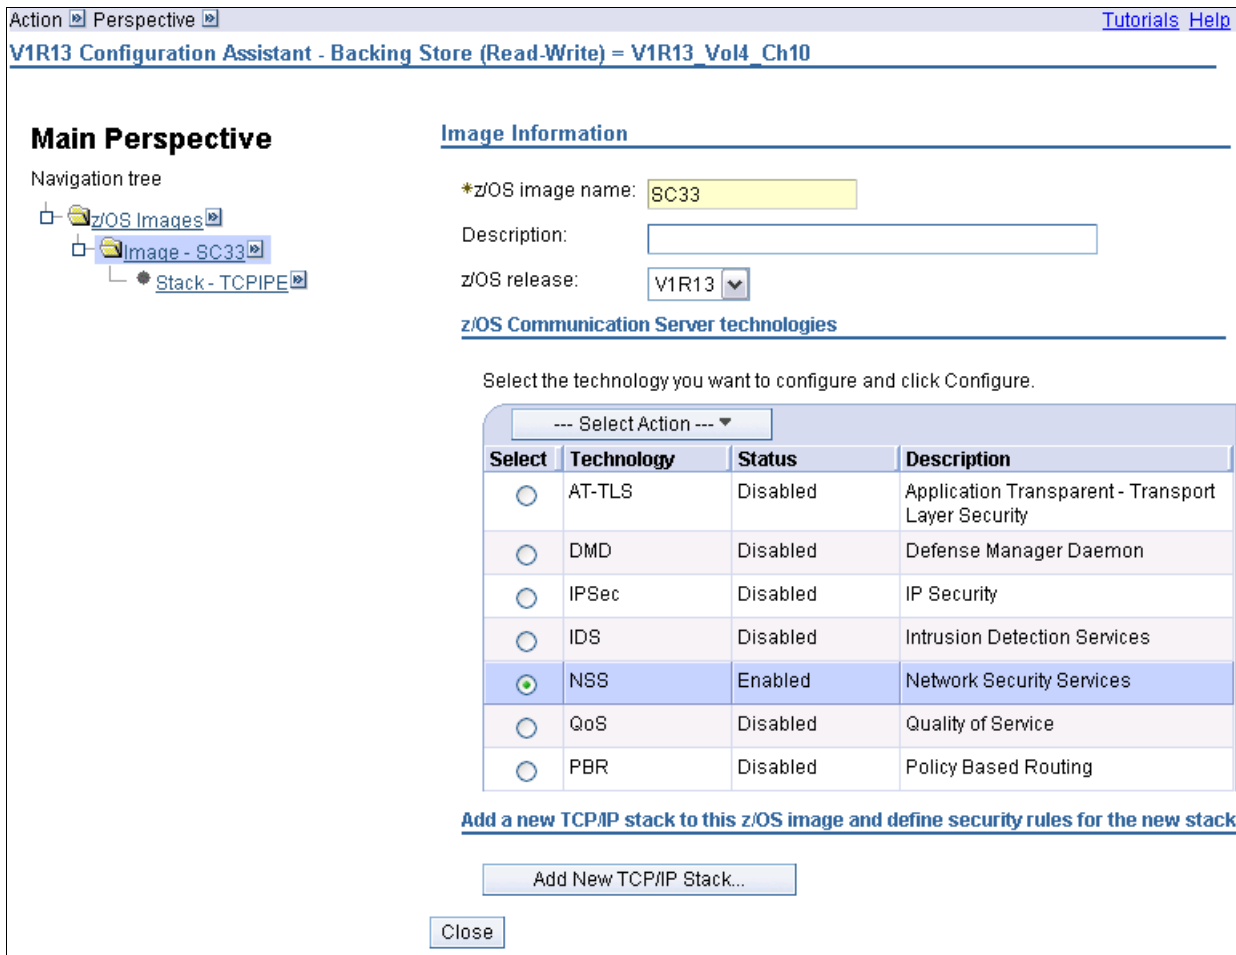 Action Perspective Tutorials Help
V1R13 Configuration Assistant - Backing Store (Read-Write) = V1R13_Vol4_Ch10
Main Perspective
Navigation tree
z/OS Images
Image - SC33
Stack - TCPIPE
Image Information
*z/OS image name: SC33
Description:
z/OS release: V1R13
z/OS Communication Server technologies
Select the technology you want to configure and click Configure.
--- Select Action ---
Select Technology Status Description
AT-TLS Disabled Application Transparent - Transport
Layer Security
DMD Disabled Defense Manager Daemon
IPSec Disabled IP Security
IDS Disabled Intrusion Detection Services
NSS Enabled Network Security Services
QoS Disabled Quality of Service
PBR Disabled Policy Based Routing
Add a new TCP/IP stack to this z/OS image and define security rules for the new stack
Add New TCP/IP Stack...
Close